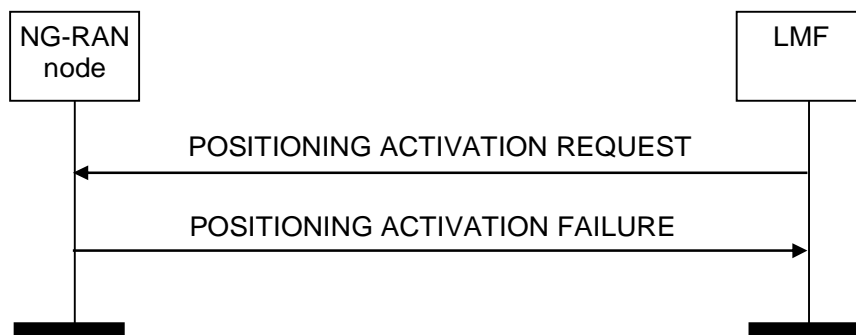 NG-RAN
node
LMF
POSITIONING ACTIVATION REQUEST
POSITIONING ACTIVATION FAILURE